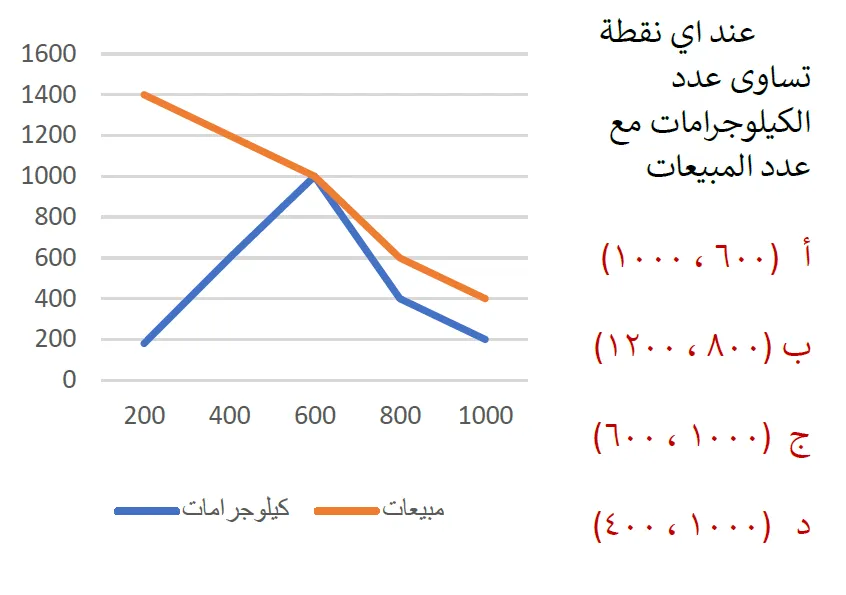 عند اي نقطة
تساوى عدد
الكيلوجرامات مع
عدد المبيعات
أ (٦٠٠ ، ١٠٠٠)
ب (٨٠٠ ، ١٢٠٠)
ج (١٠٠٠ ، ٦٠٠)
د (١٠٠٠ ، ٤٠٠)
1600
1400
1200
1000
800
600
400
200
0
200 400 600 800 1000
كيلوجرامات مبيعات